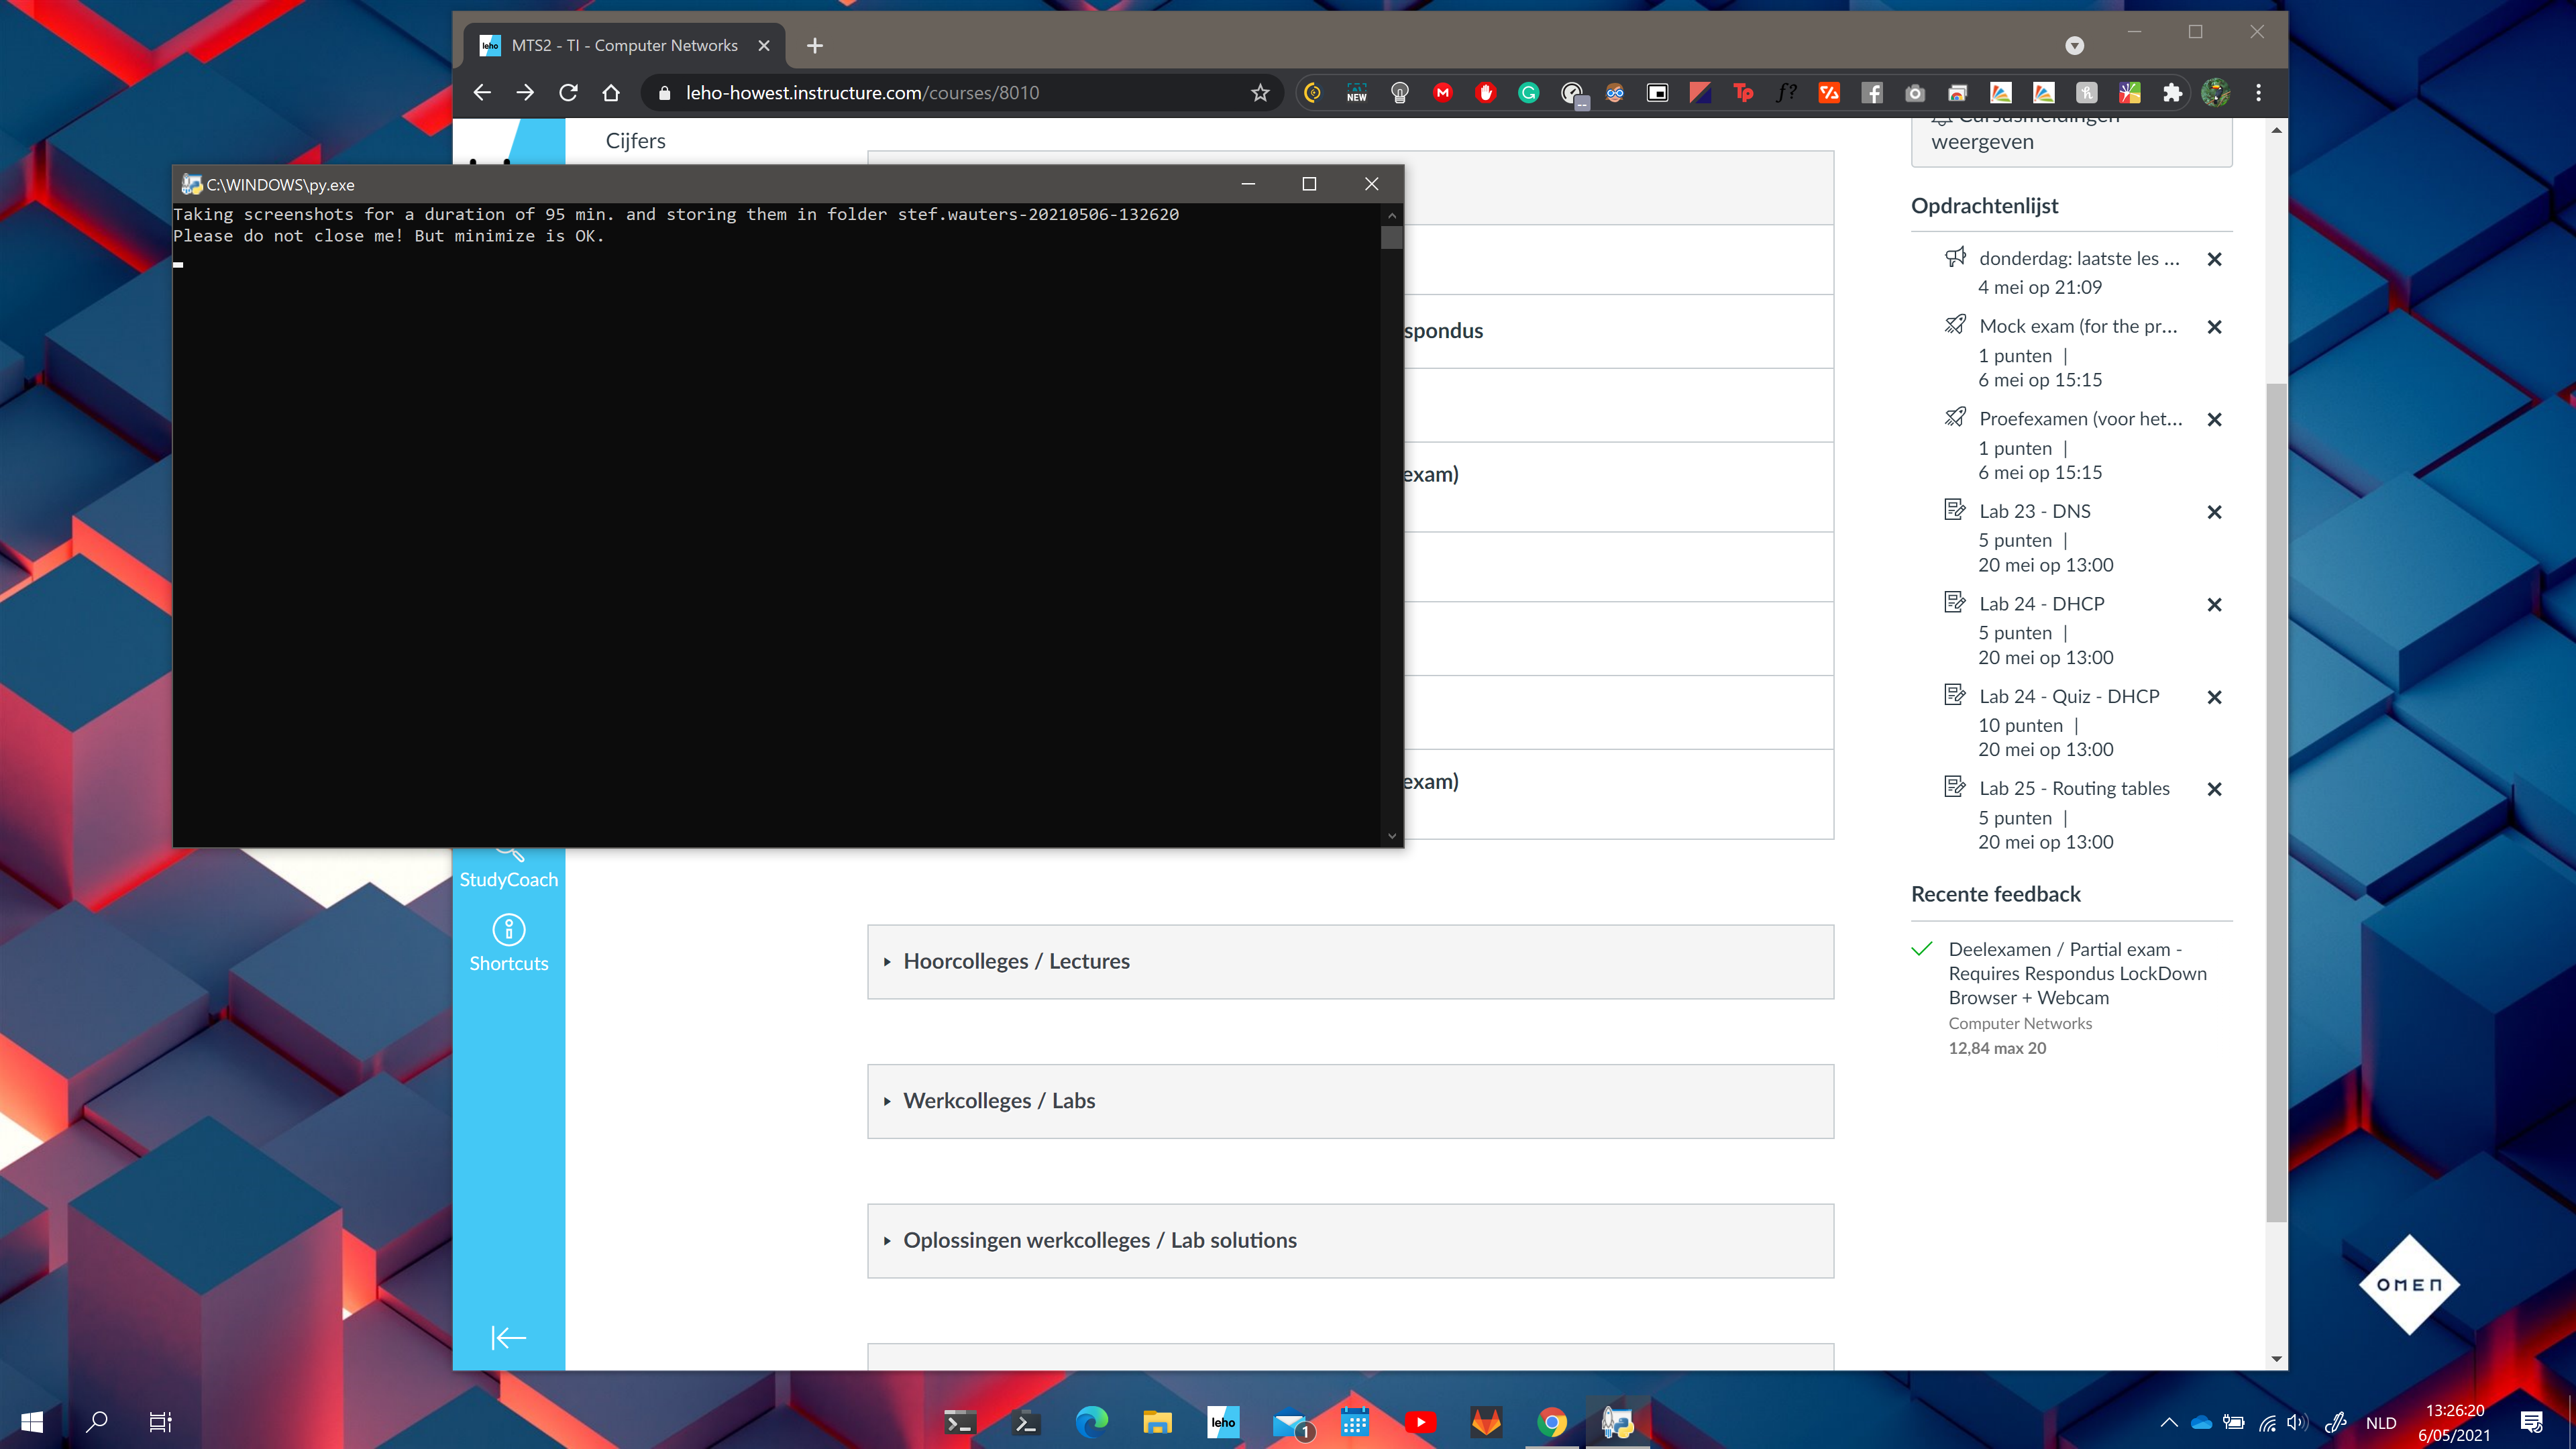 leho
MTS2 - TI - Computer Networks
leho-howest.instructure.com/courses/8010
NEW
Cijfers
C:\WINDOWS\py.exe
Taking screenshots for a duration of 95 min. and storing them in folder stef.wauters-20210506-132620
Please do not close me! But minimize is OK.
spondus
exam)
exam)
StudyCoach
Shortcuts
Hoorcolleges / Lectures
Werkcolleges / Labs
Oplossingen werkcolleges / Lab solutions
Cursusmeldingen
weergeven
Opdrachtenlijst
donderdag: laatste les ...
4 mei op 21:09
Mock exam (for the pr...
1 punten |
6 mei op 15:15
Proefexamen (voor het...
1 punten |
6 mei op 15:15
Lab 23 - DNS
5 punten |
20 mei op 13:00
Lab 24 - DHCP
5 punten |
20 mei op 13:00
Lab 24 - Quiz - DHCP
10 punten |
20 mei op 13:00
Lab 25 - Routing tables
5 punten |
20 mei op 13:00
Recente feedback
Deelexamen / Partial exam -
Requires Respondus LockDown
Browser + Webcam
Computer Networks
12,84 max 20
OMEN
leho
1
NLD
13:26:20
6/05/2021